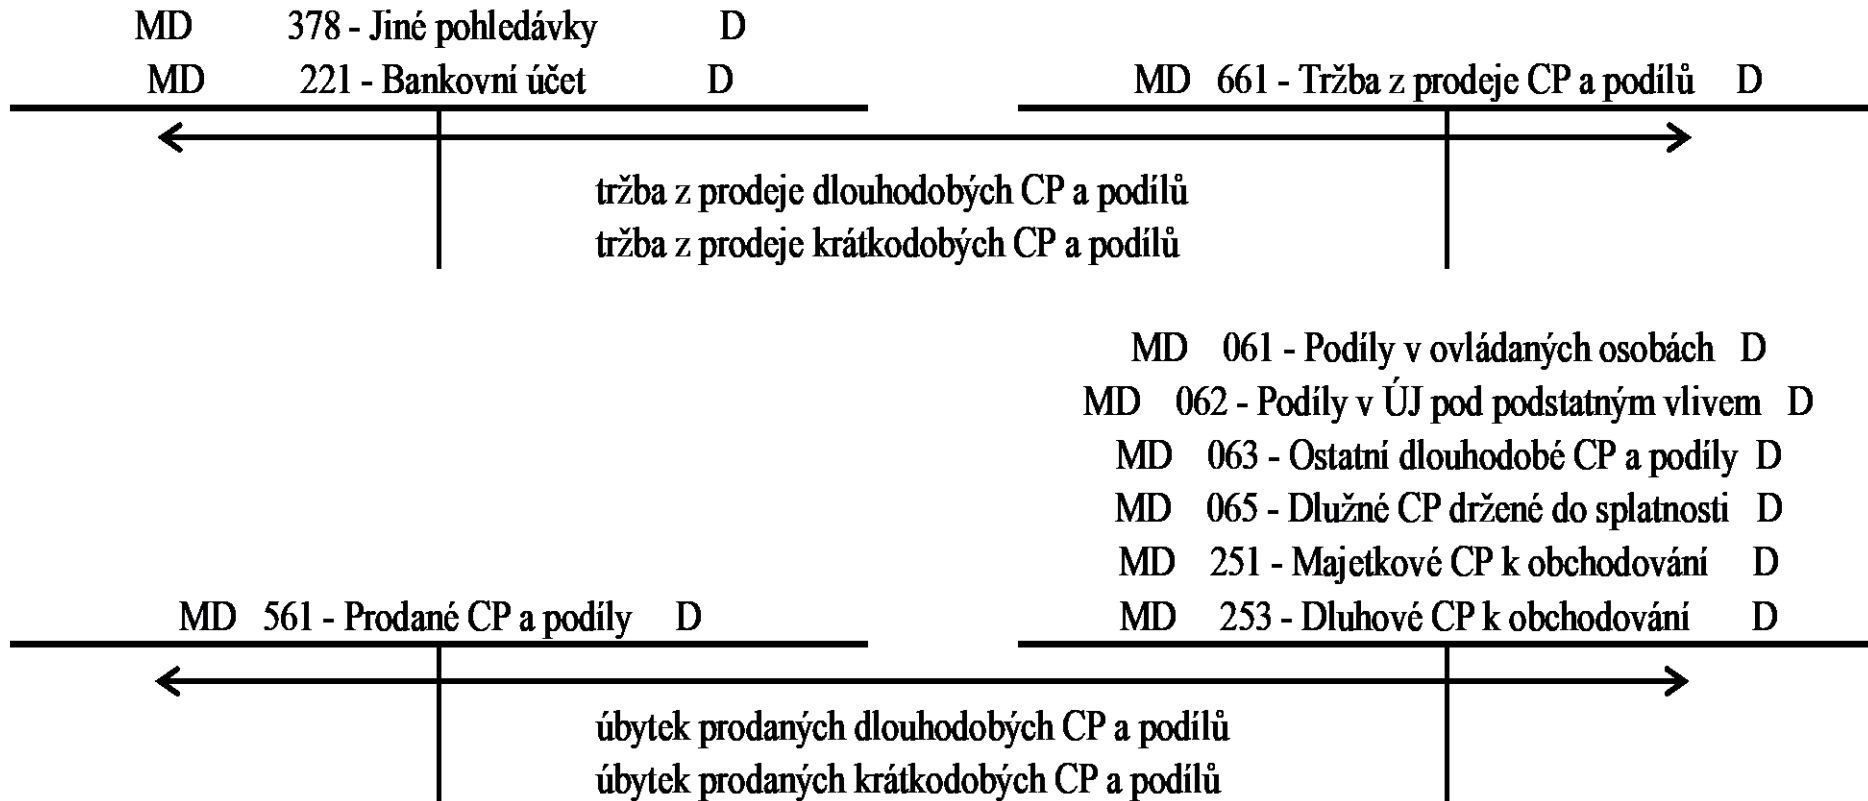 MD 378 - Jiné pohledávky D
MD 221 - Bankovní účet D
MD 661 - Tržba z prodeje CP a podílů D
tržba z prodeje dlouhodobých CP a podílů
tržba z prodeje krátkodobých CP a podílů
MD 061 - Podíly v ovládaných osobách D
MD 062 - Podíly v ÚJ pod podstatným vlivem D
MD 063 - Ostatní dlouhodobé CP a podíly D
MD 065 - Dlužné CP držené do splatnosti D
MD 251 - Majetkové CP k obchodování D
MD 561 - Prodané CP a podíly D
MD 253 - Dluhové CP k obchodování D
úbytek prodaných dlouhodobých CP a podílů
úbytek prodaných krátkodobých CP a podílů